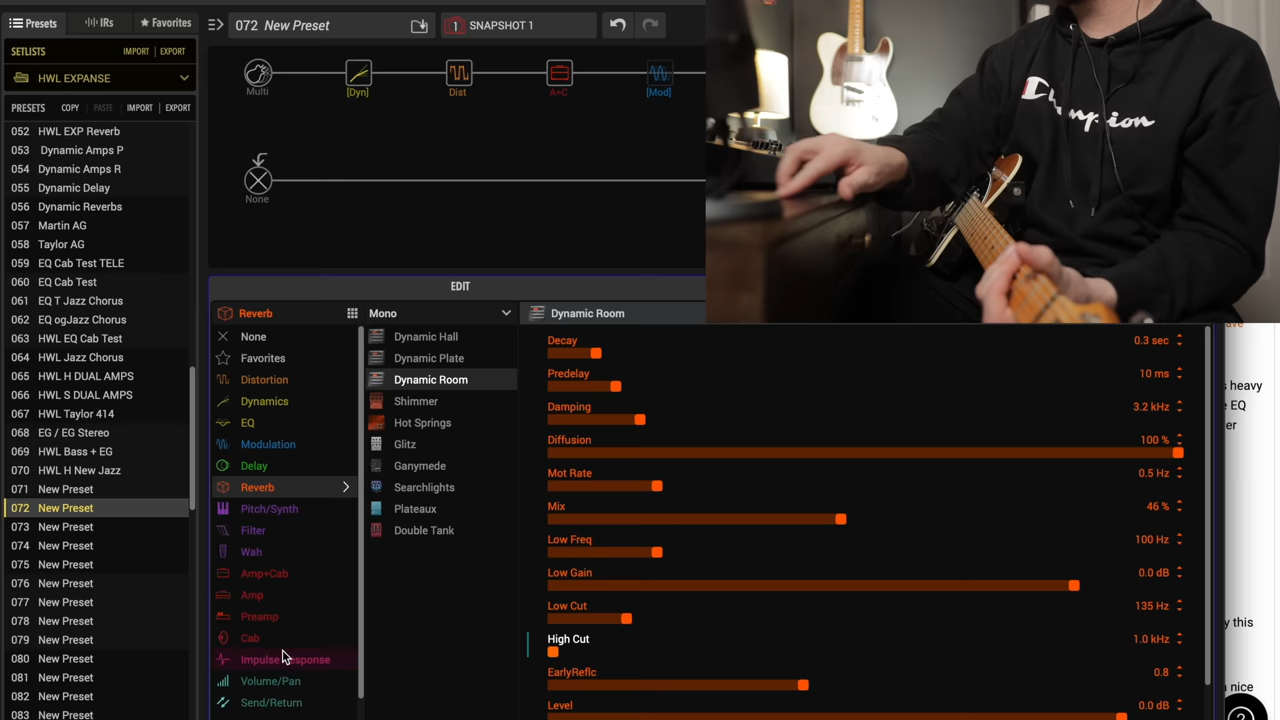 Presets
IRs
Favorites
072 New Preset
1
SNAPSHOT 1
SETLISTS
IMPORT
EXPORT
HWL EXPANSE
PRESETS
COPY
PASTE
IMPORT
EXPORT
052 HWL EXP Reverb
053 Dynamic Amps P
054 Dynamic Amps R
055 Dynamic Delay
056 Dynamic Reverbs
057 Martin AG
058 Taylor AG
059 EQ Cab Test TELE
060 EQ Cab Test
061 EQ T Jazz Chorus
062 EQ ogJazz Chorus
063 HWL EQ Cab Test
064 HWL Jazz Chorus
065 HWL H DUAL AMPS
066 HWL S DUAL AMPS
067 HWL Taylor 414
068 EG / EG Stereo
069 HWL Bass + EG
070 HWL H New Jazz
071 New Preset
072 New Preset
073 New Preset
074 New Preset
075 New Preset
076 New Preset
077 New Preset
078 New Preset
079 New Preset
080 New Preset
081 New Preset
082 New Preset
083 New Preset
Multi
[Dyn]
Dist
A+C
[Mod]
None
Champion
EDIT
Reverb
Mono
Dynamic Room
None
Favorites
Distortion
Dynamics
EQ
Modulation
Delay
Reverb
Pitch/Synth
Filter
Wah
Amp+Cab
Amp
Preamp
Cab
Impulse Response
Volume/Pan
Send/Return
Dynamic Hall
Dynamic Plate
Dynamic Room
Shimmer
Hot Springs
Glitz
Ganymede
Searchlights
Plateaux
Double Tank
Decay 0.3 sec
Predelay 10 ms
Damping 3.2 kHz
Diffusion 100 %
Mot Rate 0.5 Hz
Mix 46 %
Low Freq 100 Hz
Low Gain 0.0 dB
Low Cut 135 Hz
High Cut 1.0 kHz
EarlyReflc 0.8
Level 0.0 dB
s heavy
EQ
er
y this
nice